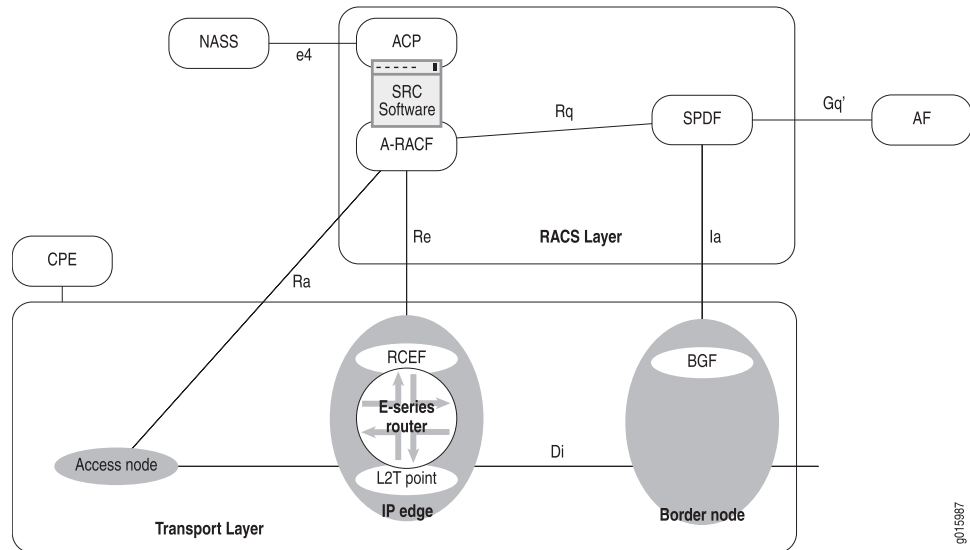 NASS
e4
ACP
SRC
Software
A-RACF
Rq
SPDF
Gq'
AF
Re
RACS Layer
Ia
CPE
Ra
RCEF
E-series
router
L2T point
IP edge
BGF
Di
Border node
Access node
Transport Layer
g015987